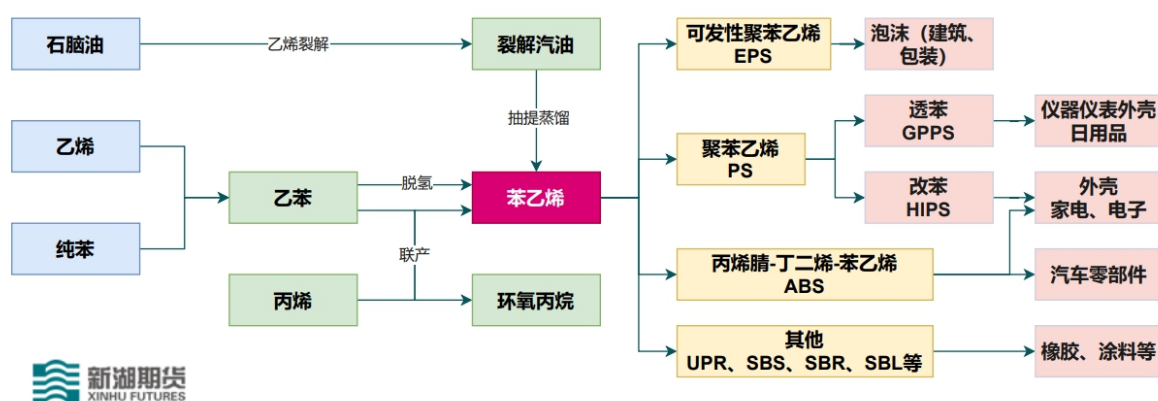 石脑油
乙烯裂解
裂解汽油
抽提蒸馏
乙烯
纯苯
乙苯
脱氢
联产
苯乙烯
丙烯
环氧丙烷
可发性聚苯乙烯
EPS
泡沫（建筑、
包装）
聚苯乙烯
PS
透苯
GPPS
仪器仪表外壳
日用品
改苯
HIPS
外壳
家电、电子
丙烯腈-丁二烯-苯乙烯
ABS
汽车零部件
其他
UPR、SBS、SBR、SBL等
橡胶、涂料等
新湖期货
XINHU FUTURES